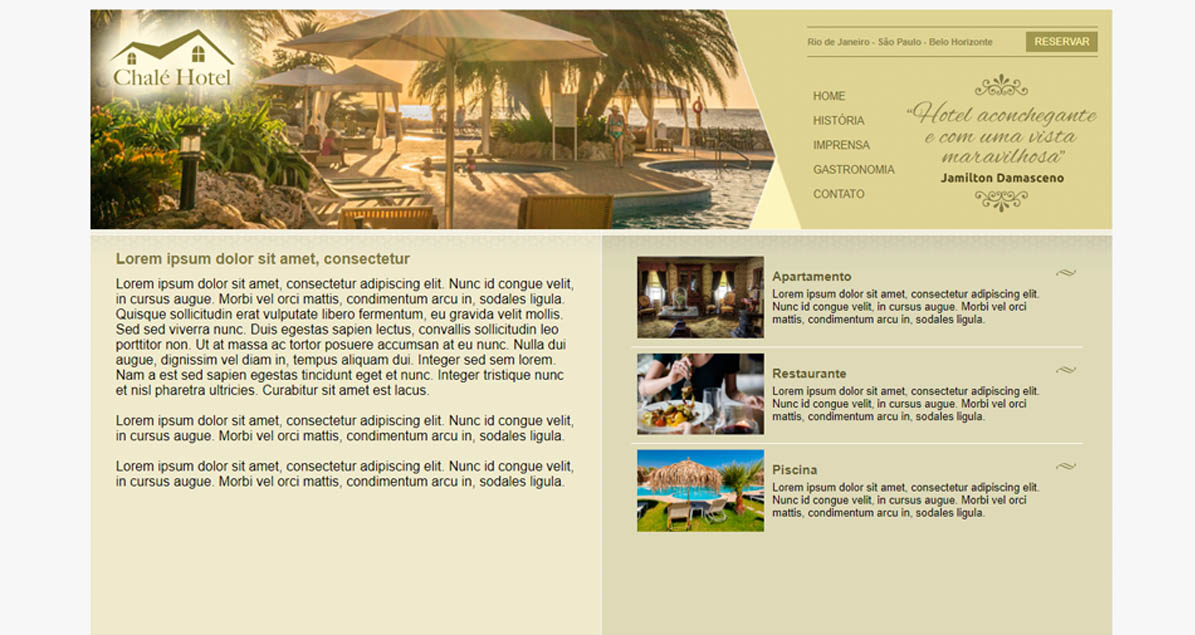 Chalé Hotel
Rio de Janeiro - São Paulo - Belo Horizonte
RESERVAR
HOME
HISTÓRIA
IMPRENSA
GASTRONOMIA
CONTATO
“Hotel aconchegante
e com uma vista
maravilhosa”
Jamilton Damasceno
Lorem ipsum dolor sit amet, consectetur
Lorem ipsum dolor sit amet, consectetur adipiscing elit. Nunc id congue velit,
in cursus augue. Morbi vel orci mattis, condimentum arcu in, sodales ligula.
Quisque sollicitudin erat vulputate libero fermentum, eu gravida velit mollis.
Sed sed viverra nunc. Duis egestas sapien lectus, convallis sollicitudin leo
porttitor non. Ut at massa ac tortor posuere accumsan at eu nunc. Nulla dui
augue, dignissim vel diam in, tempus aliquam dui. Integer sed sem lorem.
Nam a est sed sapien egestas tincidunt eget et nunc. Integer tristique nunc
et nisl pharetra ultricies. Curabitur sit amet est lacus.
Lorem ipsum dolor sit amet, consectetur adipiscing elit. Nunc id congue velit,
in cursus augue. Morbi vel orci mattis, condimentum arcu in, sodales ligula.
Lorem ipsum dolor sit amet, consectetur adipiscing elit. Nunc id congue velit,
in cursus augue. Morbi vel orci mattis, condimentum arcu in, sodales ligula.
Apartamento
Lorem ipsum dolor sit amet, consectetur adipiscing elit.
Nunc id congue velit, in cursus augue. Morbi vel orci
mattis, condimentum arcu in, sodales ligula.
Restaurante
Lorem ipsum dolor sit amet, consectetur adipiscing elit.
Nunc id congue velit, in cursus augue. Morbi vel orci
mattis, condimentum arcu in, sodales ligula.
Piscina
Lorem ipsum dolor sit amet, consectetur adipiscing elit.
Nunc id congue velit, in cursus augue. Morbi vel orci
mattis, condimentum arcu in, sodales ligula.